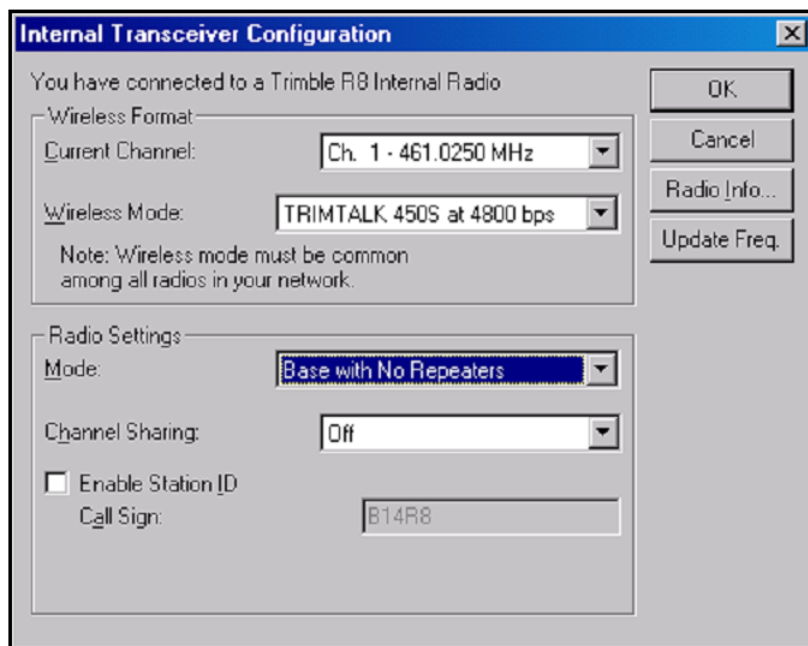 Internal Transceiver Configuration
You have connected to a Trimble R8 Internal Radio
OK
Wireless Format
Cancel
Current Channel:
Ch. 1 - 461.0250 MHz
Radio Info...
Wireless Mode:
TRIMTALK 450S at 4800 bps
Update Freq.
Note: Wireless mode must be common
among all radios in your network.
Radio Settings
Mode:
Base with No Repeaters
Channel Sharing:
Off
Enable Station ID
Call Sign:
B14R8